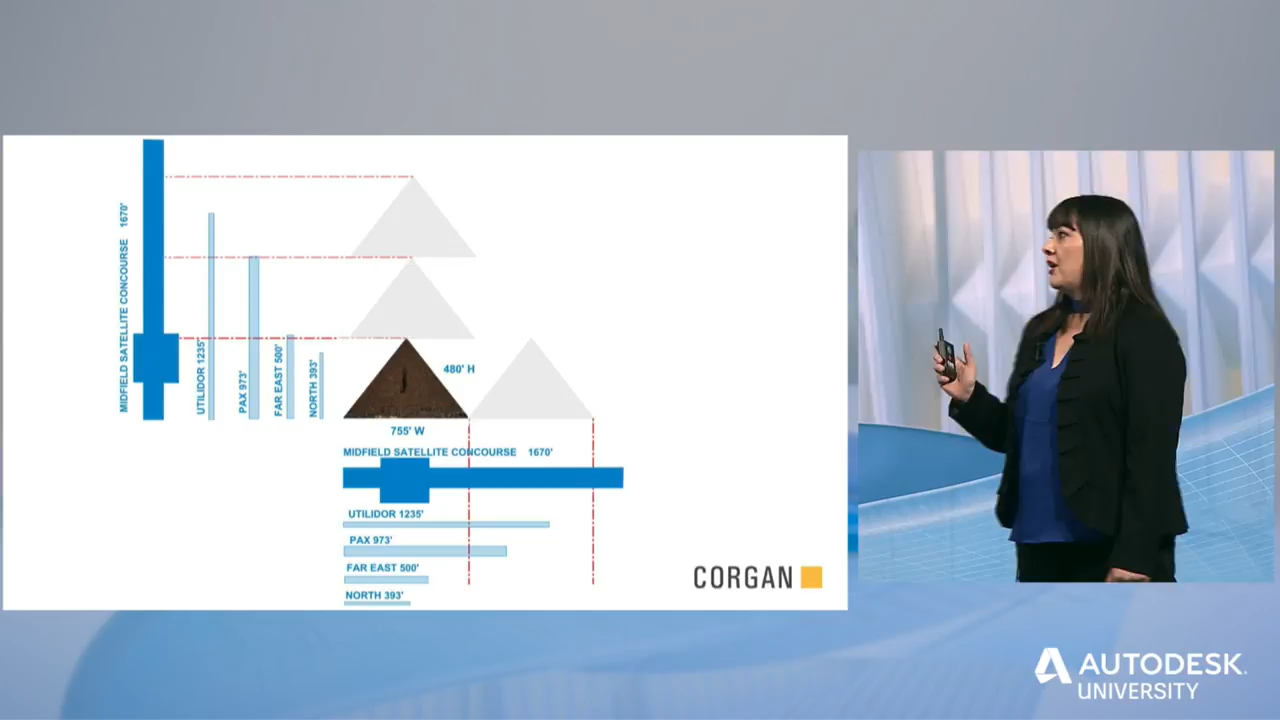 MIDFIELD SATELLITE CONCOURSE 1670'
UTILIDOR 1235'
PAX 973'
FAR EAST 500'
NORTH 393'
480' H
755' W
MIDFIELD SATELLITE CONCOURSE 1670'
UTILIDOR 1235'
PAX 973'
FAR EAST 500'
NORTH 393'
CORGAN
AUTODESK.
UNIVERSITY